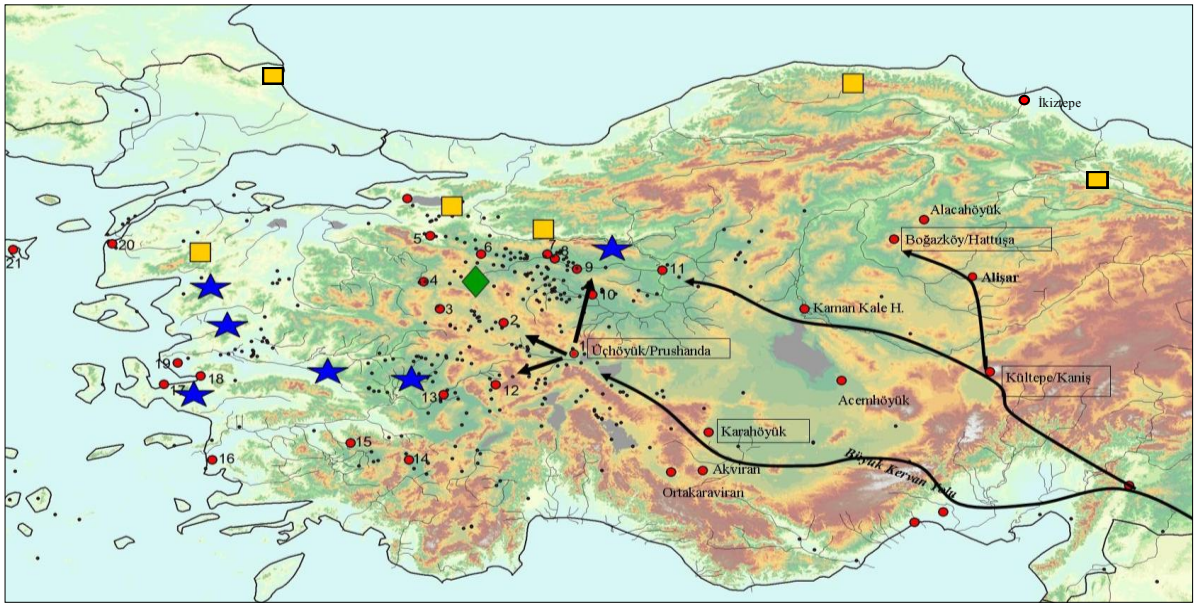 İkiztepe
Alacahöyük
Boğazköy/Hattuşa
Alişar
Kaman Kale H.
Kültepe/Kaniş
Acemhöyük
Üçhöyük/Prushanda
Karahöyük
Akviran
Ortakaraviran
Büyük Kervan Yolu
1
2
3
4
5
6
7
8
9
10
11
12
13
14
15
16
17
18
19
20
21